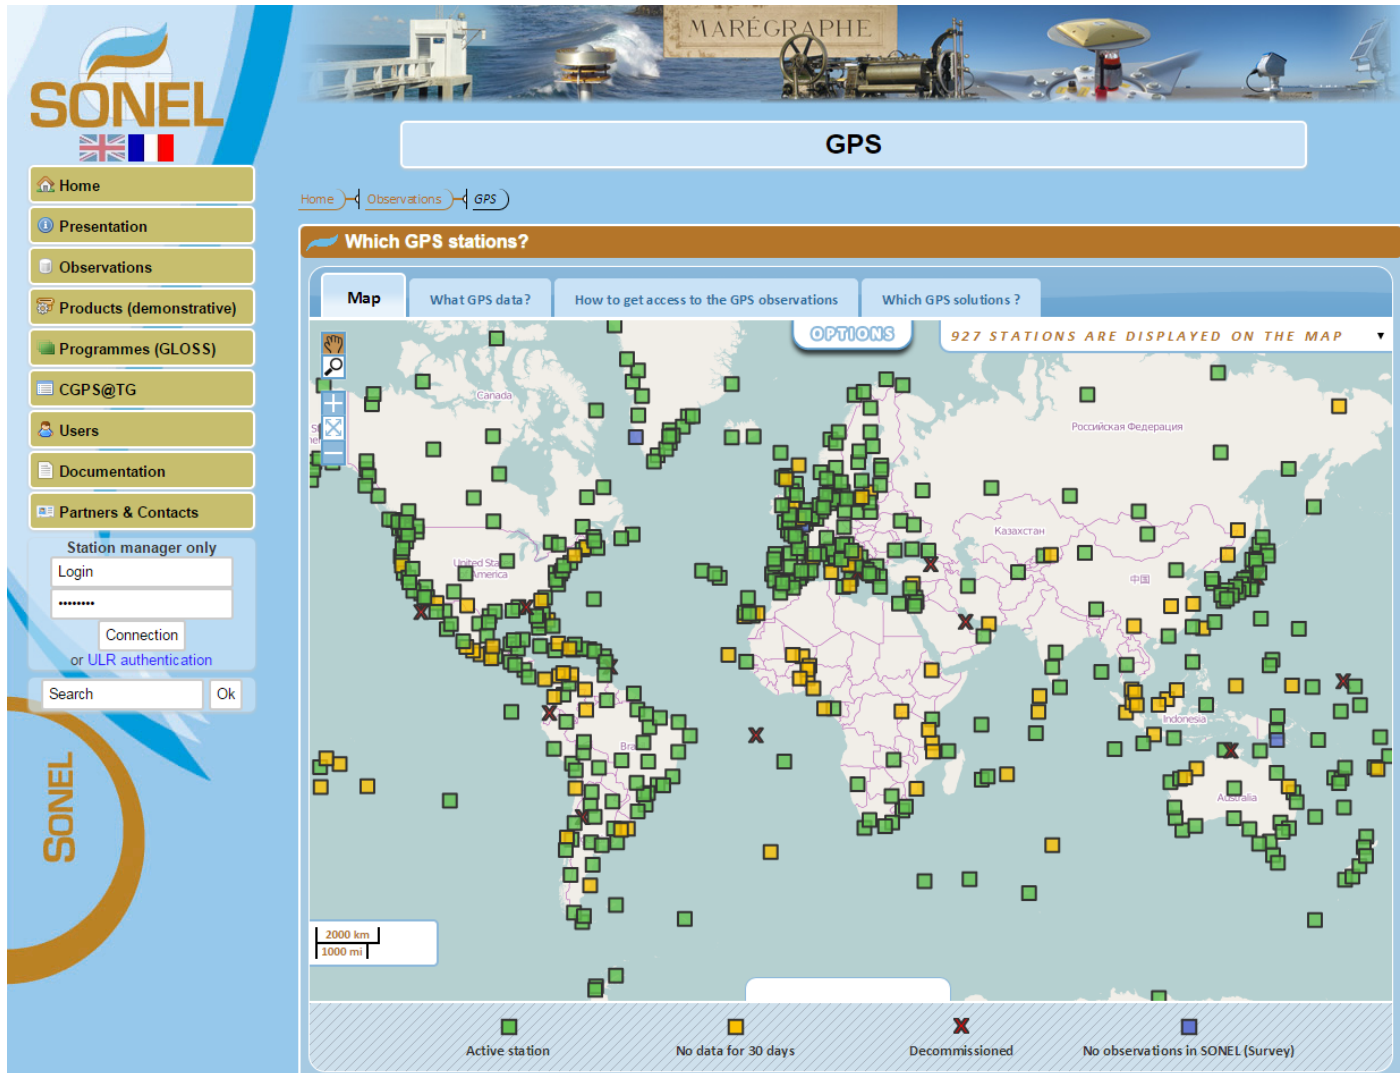 MARÉGRAPHE
SONEL
GPS
Home
Presentation
Observations
Products (demonstrative)
Programmes (GLOSS)
CGPS@TG
Users
Documentation
Partners & Contacts
Station manager only
Login
••••••••
Connection
or ULR authentication
Search Ok
SONEL
Home Observations GPS
Which GPS stations?
Map What GPS data? How to get access to the GPS observations Which GPS solutions ?
OPTIONS
927 STATIONS ARE DISPLAYED ON THE MAP
Canada
Российская Федерация
Казахстан
United Sta
America
中国
Indonesia
Bra
Australia
2000 km
1000 mi
Active station No data for 30 days Decommissioned No observations in SONEL (Survey)